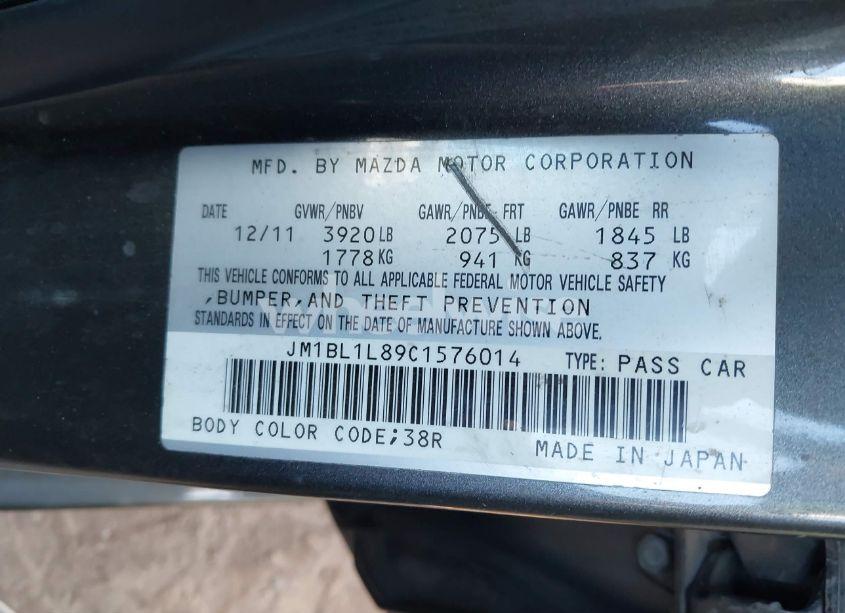 MFD. BY MAZDA MOTOR CORPORATION
DATE GVWR/PNBV GAWR/PNBE FRT GAWR/PNBE RR
12/11 3920 LB 2075 LB 1845 LB
1778 KG 941 KG 837 KG
THIS VEHICLE CONFORMS TO ALL APPLICABLE FEDERAL MOTOR VEHICLE SAFETY
,BUMPER,AND THEFT PREVENTION
STANDARDS IN EFFECT ON THE DATE OF MANUFACTURE SHOWN ABOVE.
JM1BL1L89C1576014 TYPE: PASS CAR
BODY COLOR CODE;38R
MADE IN JAPAN